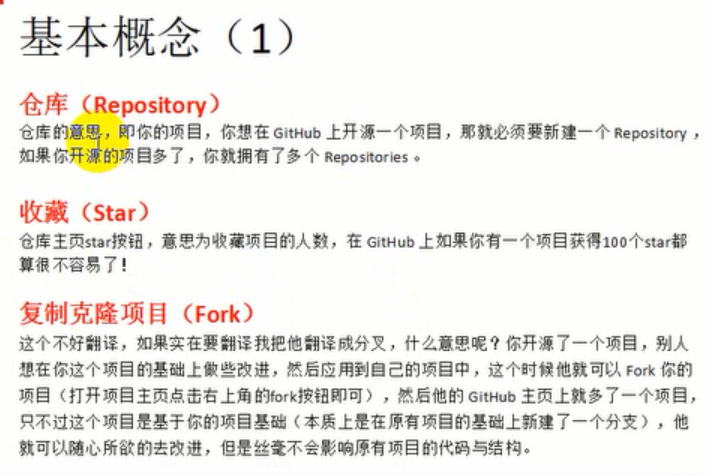 基本概念（1）
仓库（Repository）
仓库的意思，即你的项目，你想在 GitHub 上开源一个项目，那就必须要新建一个 Repository ，
如果你开源的项目多了，你就拥有了多个 Repositories 。
收藏（Star）
仓库主页star按钮，意思为收藏项目的人数，在 GitHub 上如果你有一个项目获得100个star都
算很不容易了！
复制克隆项目（Fork）
这个不好翻译，如果实在要翻译我把他翻译成分叉，什么意思呢？你开源了一个项目，别人
想在你这个项目的基础上做些改进，然后应用到自己的项目中，这个时候他就可以 Fork 你的
项目（打开项目主页点击右上角的fork按钮即可），然后他的 GitHub 主页上就多了一个项目，
只不过这个项目是基于你的项目基础（本质上是在原有项目的基础上新建了一个分支），他
就可以随心所欲的去改进，但是丝毫不会影响原有项目的代码与结构。